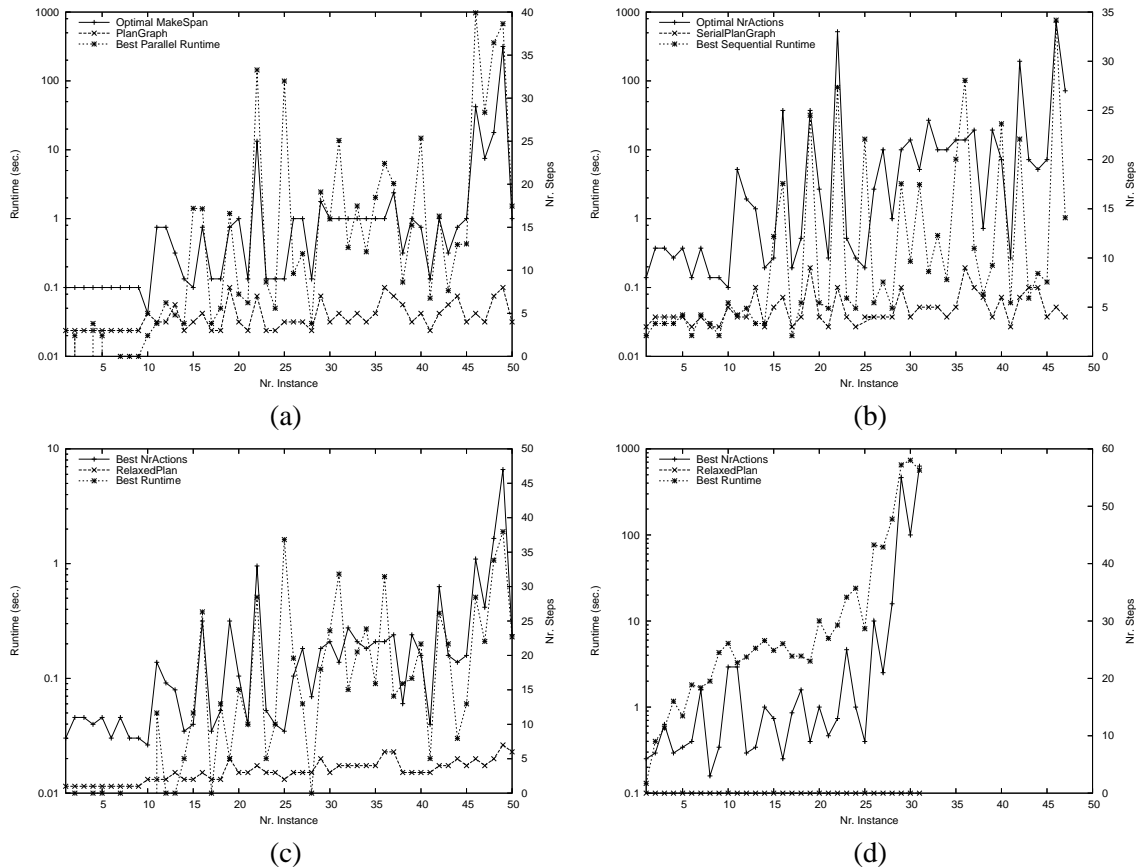 Optimal MakeSpan
PlanGraph
Best Parallel Runtime
1000
100
10
1
0.1
0.01
Runtime (sec.)
40
35
30
25
20
15
10
5
0
Nr. Steps
5 10 15 20 25 30 35 40 45 50
Nr. Instance
(a)
Optimal NrActions
SerialPlanGraph
Best Sequential Runtime
1000
100
10
1
0.1
0.01
Runtime (sec.)
35
30
25
20
15
10
5
0
Nr. Steps
5 10 15 20 25 30 35 40 45 50
Nr. Instance
(b)
Best NrActions
RelaxedPlan
Best Runtime
10
1
0.1
0.01
Runtime (sec.)
50
45
40
35
30
25
20
15
10
5
0
Nr. Steps
5 10 15 20 25 30 35 40 45 50
Nr. Instance
(c)
Best NrActions
RelaxedPlan
Best Runtime
1000
100
10
1
0.1
Runtime (sec.)
60
50
40
30
20
10
0
Nr. Steps
5 10 15 20 25 30 35 40 45 50
Nr. Instance
(d)